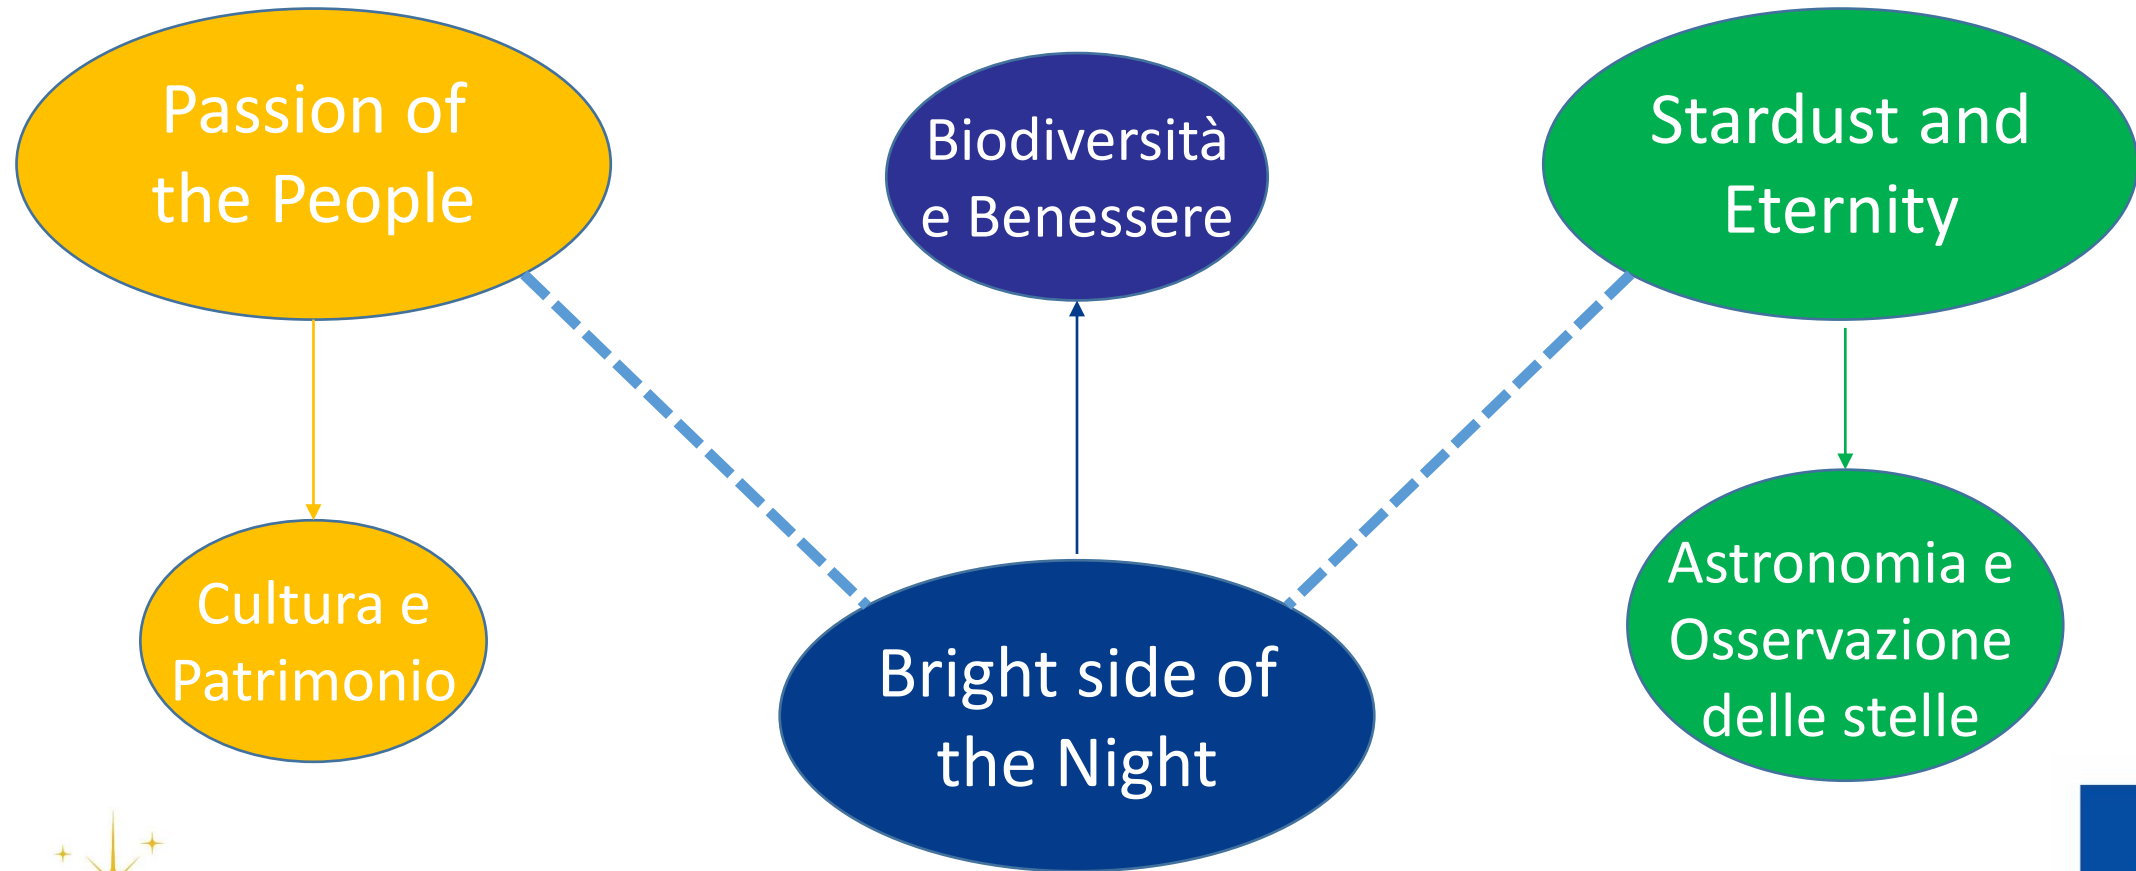 Passion of
the People
Biodiversità
e Benessere
Stardust and
Eternity
Cultura e
Patrimonio
Bright side of
the Night
Astronomia e
Osservazione
delle stelle